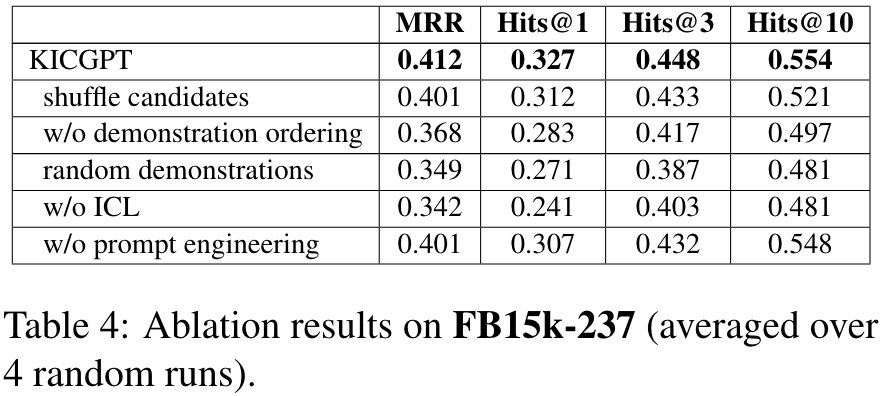 MRR Hits@1 Hits@3 Hits@10
KICGPT 0.412 0.327 0.448 0.554
shuffle candidates 0.401 0.312 0.433 0.521
w/o demonstration ordering 0.368 0.283 0.417 0.497
random demonstrations 0.349 0.271 0.387 0.481
w/o ICL 0.342 0.241 0.403 0.481
w/o prompt engineering 0.401 0.307 0.432 0.548
Table 4: Ablation results on FB15k-237 (averaged over
4 random runs).